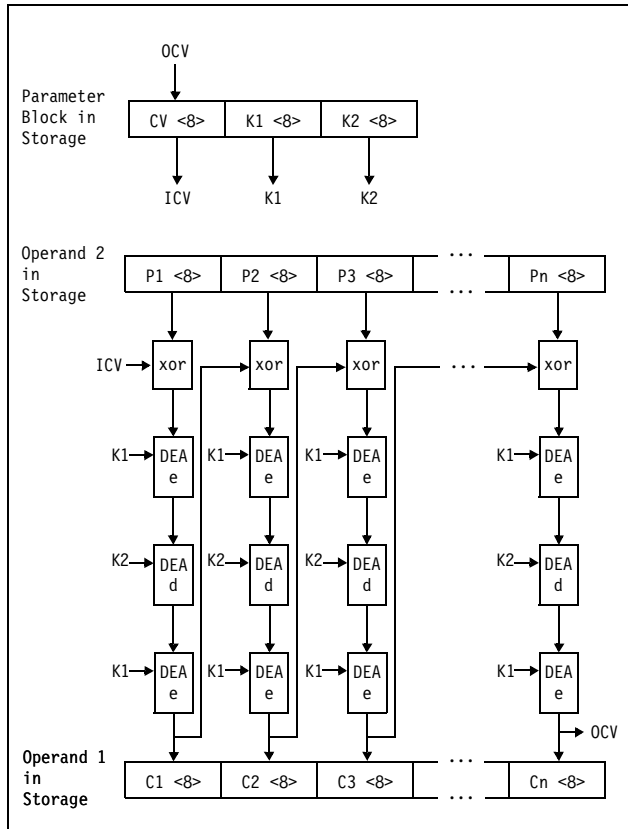 OCV
Parameter
Block in
Storage
CV <8> K1 <8> K2 <8>
ICV K1 K2
Operand 2
in
Storage
...
P1 <8> P2 <8> P3 <8> Pn <8>
...
ICV xor xor xor ... xor
K1 DEA K1 DEA K1 DEA K1 DEA
e e e e
K2 DEA K2 DEA K2 DEA K2 DEA
d d d d
K1 DEA K1 DEA K1 DEA K1 DEA
e e e e
OCV
Operand 1
in
Storage
...
C1 <8> C2 <8> C3 <8> Cn <8>
...